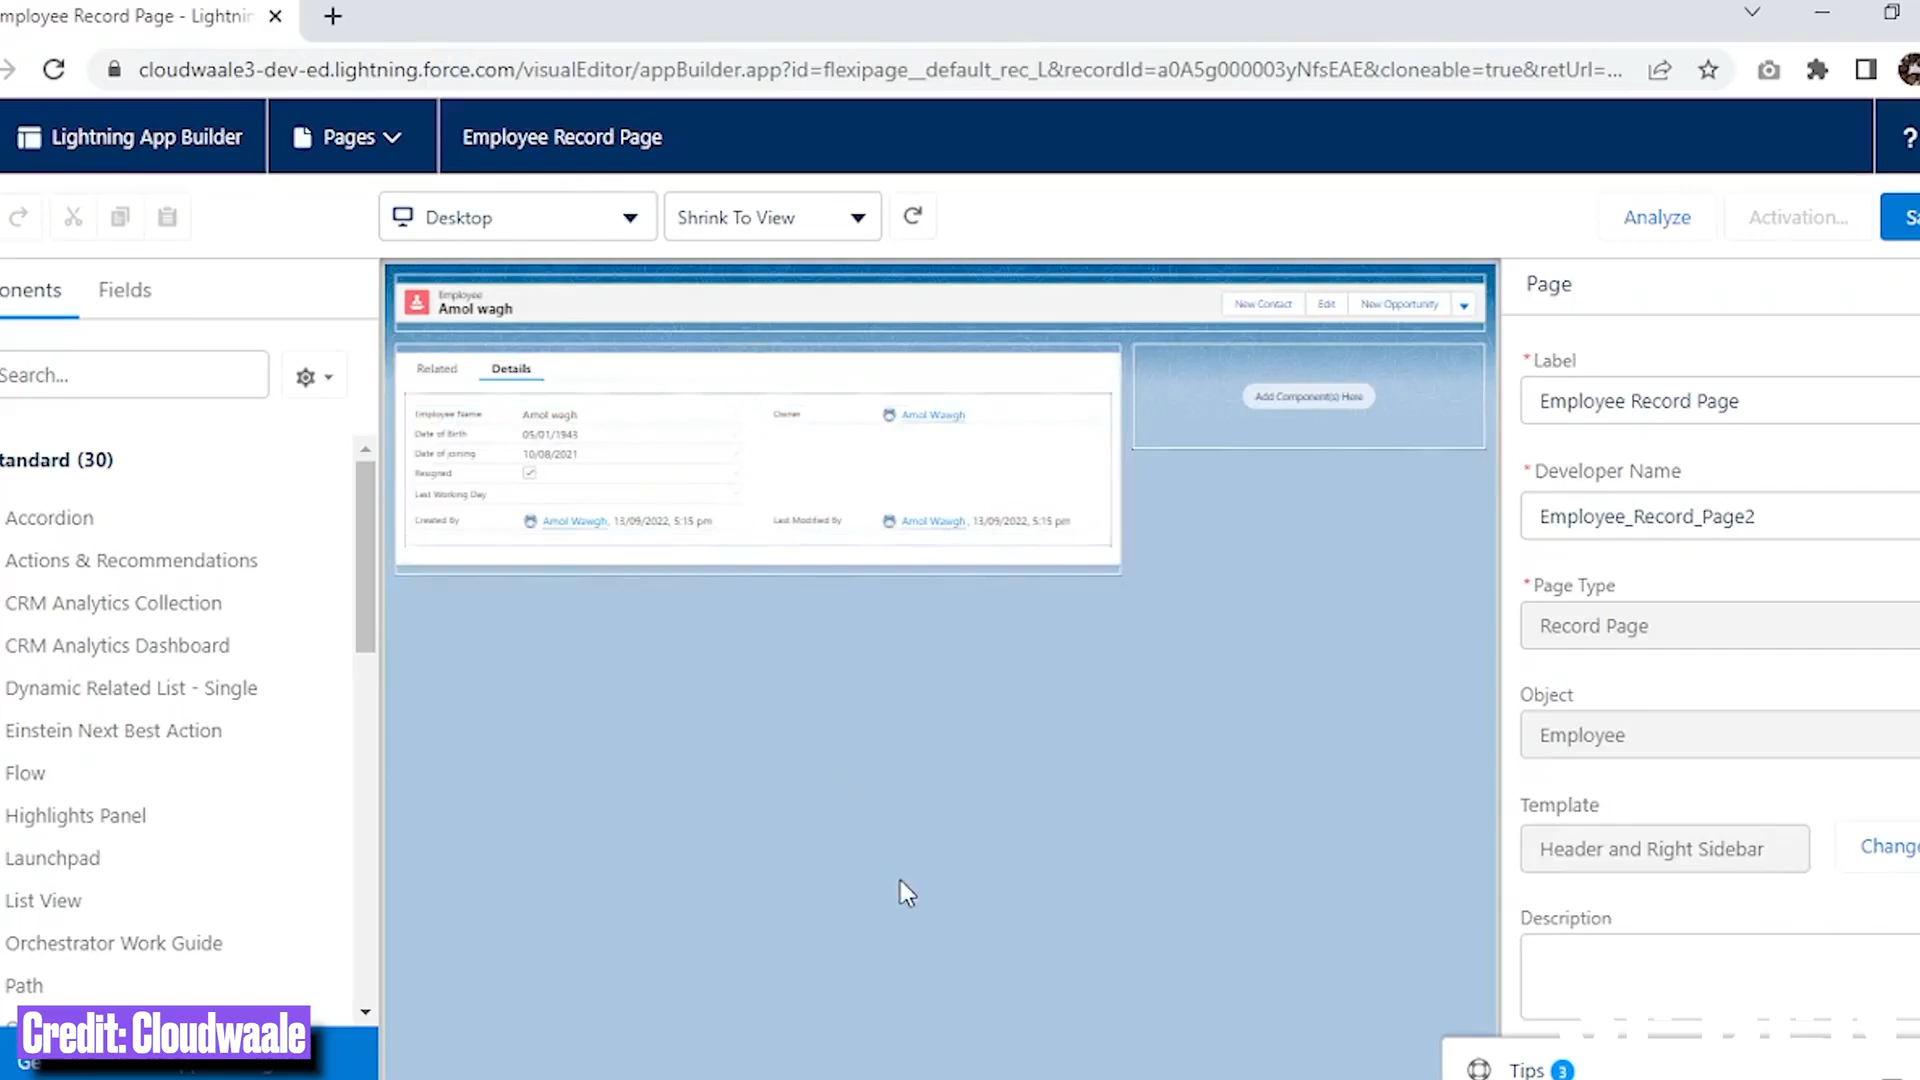 mployee Record Page - Lightnin
cloudwaale3-dev-ed.lightning.force.com/visualEditor/appBuilder.app?id=flexipage__default_rec_L&recordId=a0A5g000003yNfsEAE&cloneable=true&retUrl=...
Lightning App Builder
Pages
Employee Record Page
?
Desktop
Shrink To View
Analyze
Activation...
Sa
onents
Fields
Search...
tandard (30)
Accordion
Actions & Recommendations
CRM Analytics Collection
CRM Analytics Dashboard
Dynamic Related List - Single
Einstein Next Best Action
Flow
Highlights Panel
Launchpad
List View
Orchestrator Work Guide
Path
Credit: Cloudwaale
Ge
Employee
Amol wagh
New Contact
Edit
New Opportunity
Related
Details
Employee Name
Amol wagh
Owner
Amol Wawgh
Date of Birth
05/01/1943
Date of joining
10/08/2021
Resigned
Last Working Day
Created By
Amol Wawgh, 13/09/2022, 5:15 pm
Last Modified By
Amol Wawgh, 13/09/2022, 5:15 pm
Add Component(s) Here
Page
*Label
Employee Record Page
*Developer Name
Employee_Record_Page2
*Page Type
Record Page
Object
Employee
Template
Header and Right Sidebar
Change
Description
Tips 3